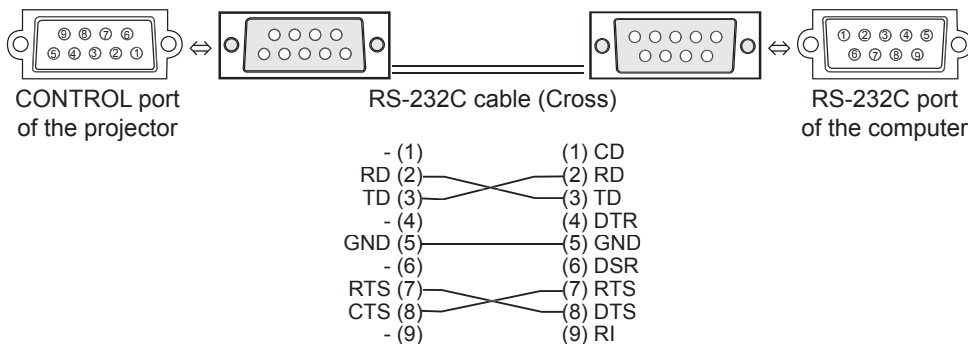 ⑨ ⑧ ⑦ ⑥
⑤ ④ ③ ② ①
① ② ③ ④ ⑤
⑥ ⑦ ⑧ ⑨
CONTROL port
of the projector
RS-232C cable (Cross)
RS-232C port
of the computer
- (1) (1) CD
RD (2) (2) RD
TD (3) (3) TD
- (4) (4) DTR
GND (5) (5) GND
- (6) (6) DSR
RTS (7) (7) RTS
CTS (8) (8) DTS
- (9) (9) RI